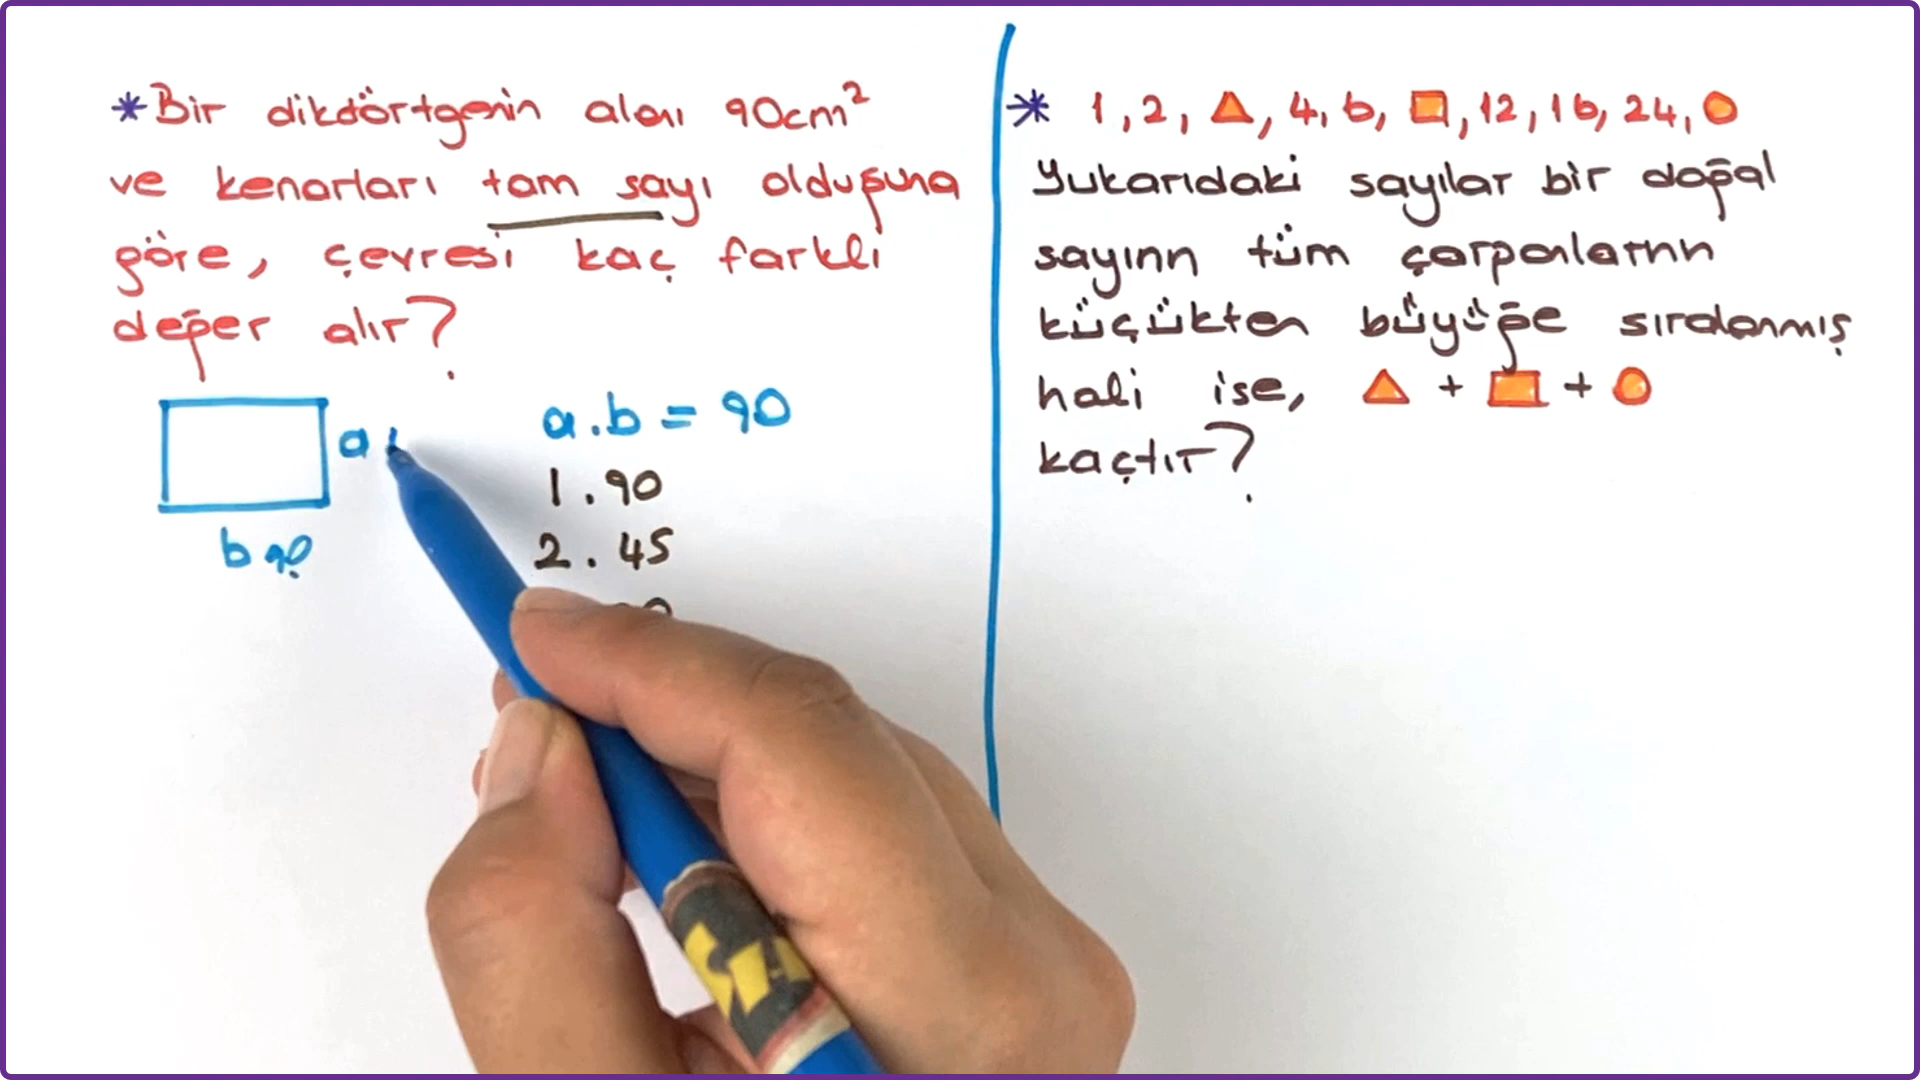 *Bir dikdörtgenin alanı 90cm²
ve kenarları tam sayı olduğuna
göre, çevresi kaç farklı
değer alır?
a
b 90
a.b = 90
1.90
2.45
* 1, 2, △, 4, 6, □, 12, 16, 24, ○
Yukarıdaki sayılar bir doğal
sayının tüm çarpanlarının
küçükten büyüğe sıralanmış
hali ise, △ + □ + ○
kaçtır?